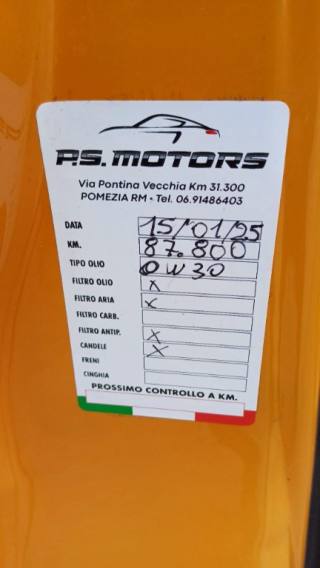 P.S. MOTORS
Via Pontina Vecchia Km 31.300
POMEZIA RM • Tel. 06.91486403
DATA 15/01/25
KM. 87.800
TIPO OLIO 0W30
FILTRO OLIO x
FILTRO ARIA x
FILTRO CARB.
FILTRO ANTIP. x
CANDELE x
FRENI
CINGHIA
PROSSIMO CONTROLLO A KM.